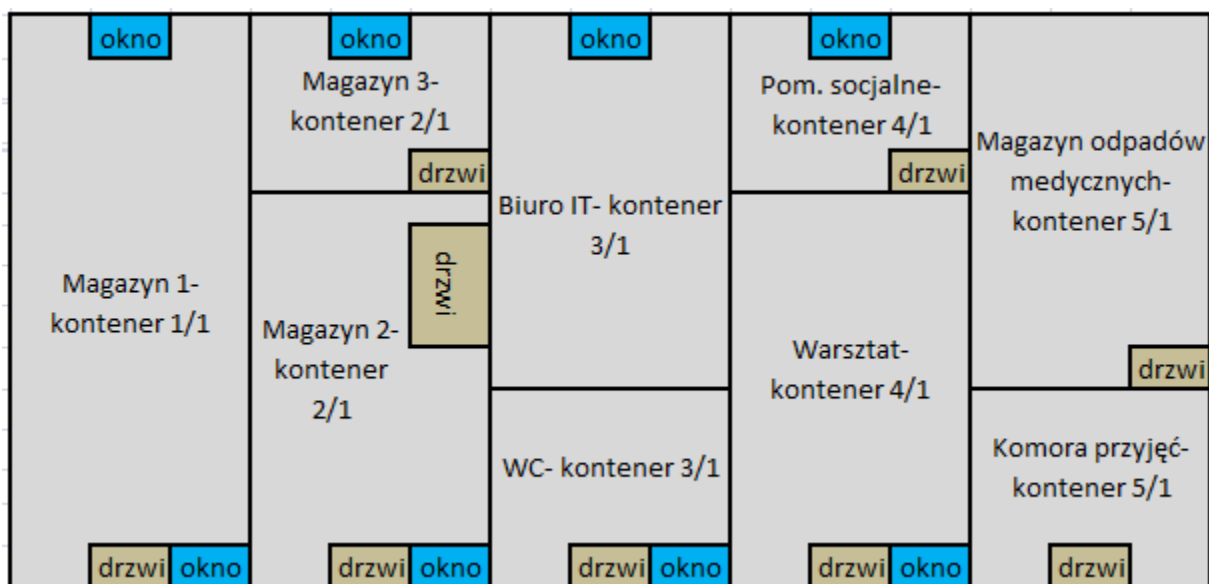 okno
okno
okno
okno
Magazyn 3-
kontener 2/1
Pom. socjalne-
kontener 4/1
Magazyn odpadów
medycznych-
kontener 5/1
drzwi
drzwi
Biuro IT- kontener
3/1
drzwi
Magazyn 1-
kontener 1/1
Magazyn 2-
kontener
2/1
Warsztat-
kontener 4/1
drzwi
WC- kontener 3/1
Komora przyjęć-
kontener 5/1
drzwi okno
drzwi okno
drzwi okno
drzwi okno
drzwi